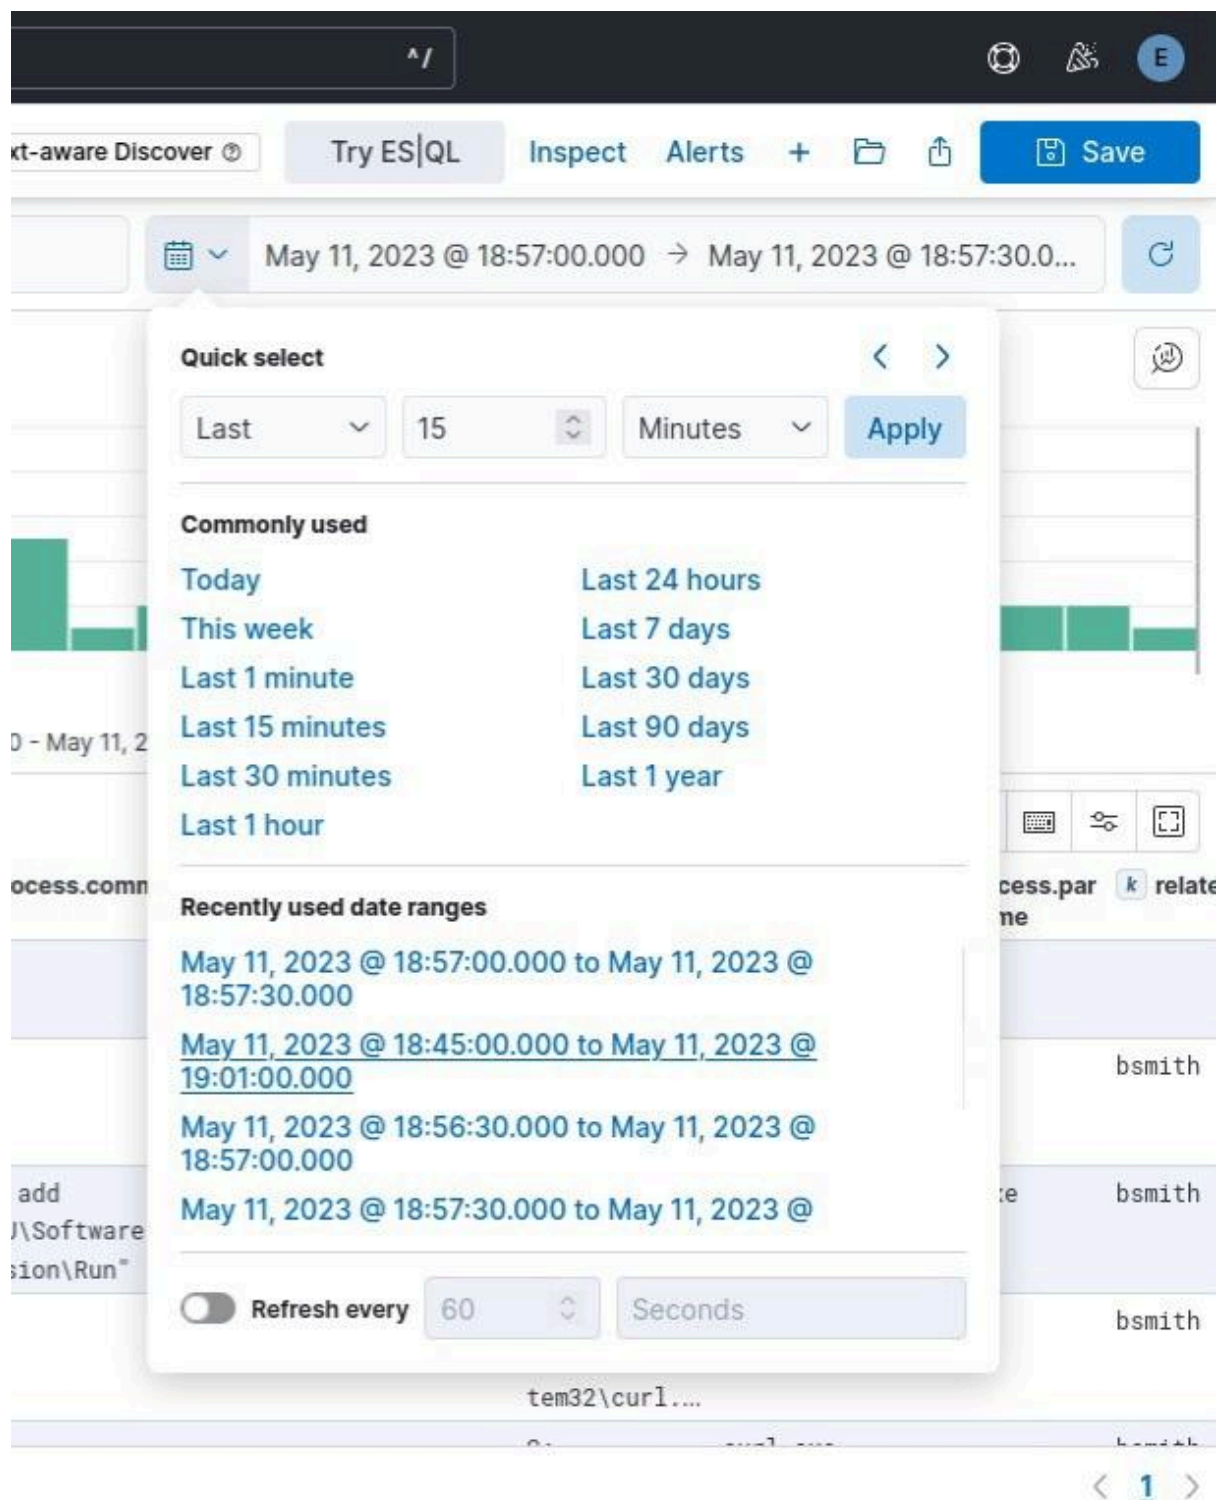 ^/
E
xt-aware Discover
Try ES|QL
Inspect
Alerts
+
Save
May 11, 2023 @ 18:57:00.000 → May 11, 2023 @ 18:57:30.0...
Quick select
Last
15
Minutes
Apply
Commonly used
Today
Last 24 hours
This week
Last 7 days
Last 1 minute
Last 30 days
Last 15 minutes
Last 90 days
Last 30 minutes
Last 1 year
Last 1 hour
0 - May 11, 2
Recently used date ranges
May 11, 2023 @ 18:57:00.000 to May 11, 2023 @
18:57:30.000
May 11, 2023 @ 18:45:00.000 to May 11, 2023 @
19:01:00.000
May 11, 2023 @ 18:56:30.000 to May 11, 2023 @
18:57:00.000
May 11, 2023 @ 18:57:30.000 to May 11, 2023 @
Refresh every
60
Seconds
ocess.comm
cess.par
me
k relate
bsmith
add
J\Software
sion\Run"
:e
bsmith
bsmith
tem32\curl....
1